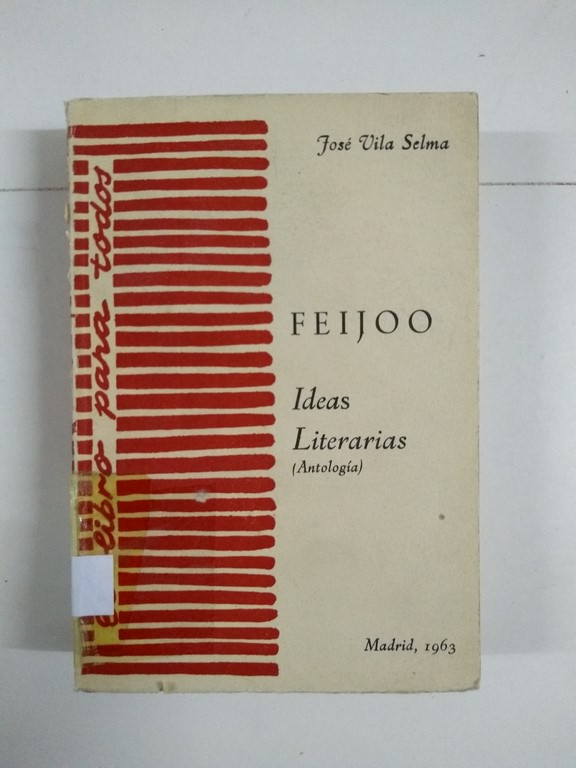 José Vila Selma
FEIJOO
Ideas
Literarias
(Antología)
Madrid, 1963
libro para todos